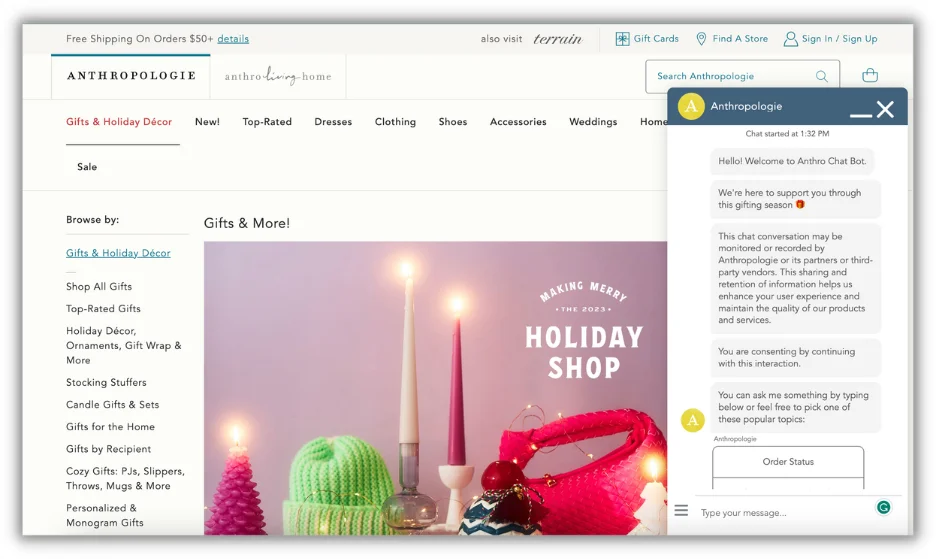 Free Shipping On Orders $50+ details
also visit terrain
Gift Cards
Find A Store
Sign In / Sign Up
ANTHROPOLOGIE
anthro living home
Search Anthropologie
Gifts & Holiday Décor
New!
Top-Rated
Dresses
Clothing
Shoes
Accessories
Weddings
Home
Sale
Browse by:
Gifts & Holiday Décor
Shop All Gifts
Top-Rated Gifts
Holiday Décor,
Ornaments, Gift Wrap &
More
Stocking Stuffers
Candle Gifts & Sets
Gifts for the Home
Gifts by Recipient
Cozy Gifts: PJs, Slippers,
Throws, Mugs & More
Personalized &
Monogram Gifts
Gifts & More!
MAKING MERRY
• THE 2023 •
HOLIDAY
SHOP
A
Anthropologie
Chat started at 1:32 PM
Hello! Welcome to Anthro Chat Bot.
We're here to support you through
this gifting season 🎁
This chat conversation may be
monitored or recorded by
Anthropologie or its partners or third-
party vendors. This sharing and
retention of information helps us
enhance your user experience and
maintain the quality of our products
and services.
You are consenting by continuing
with this interaction.
You can ask me something by typing
below or feel free to pick one of
these popular topics:
A
Anthropologie
Order Status
Type your message...
G